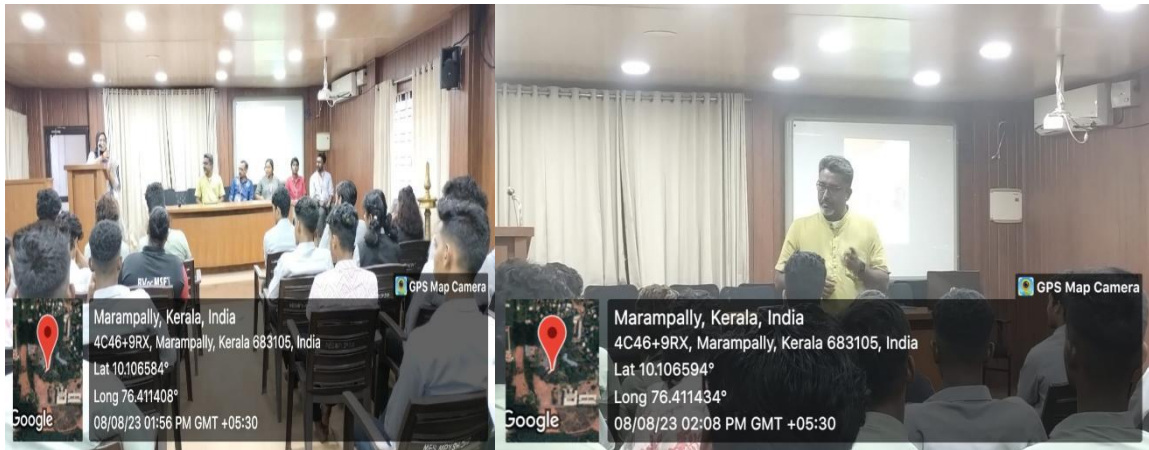 GPS Map Camera
Marampally, Kerala, India
4C46+9RX, Marampally, Kerala 683105, India
Lat 10.106584°
Long 76.411408°
08/08/23 01:56 PM GMT +05:30
Google
GPS Map Camera
Marampally, Kerala, India
4C46+9RX, Marampally, Kerala 683105, India
Lat 10.106594°
Long 76.411434°
08/08/23 02:08 PM GMT +05:30
Google